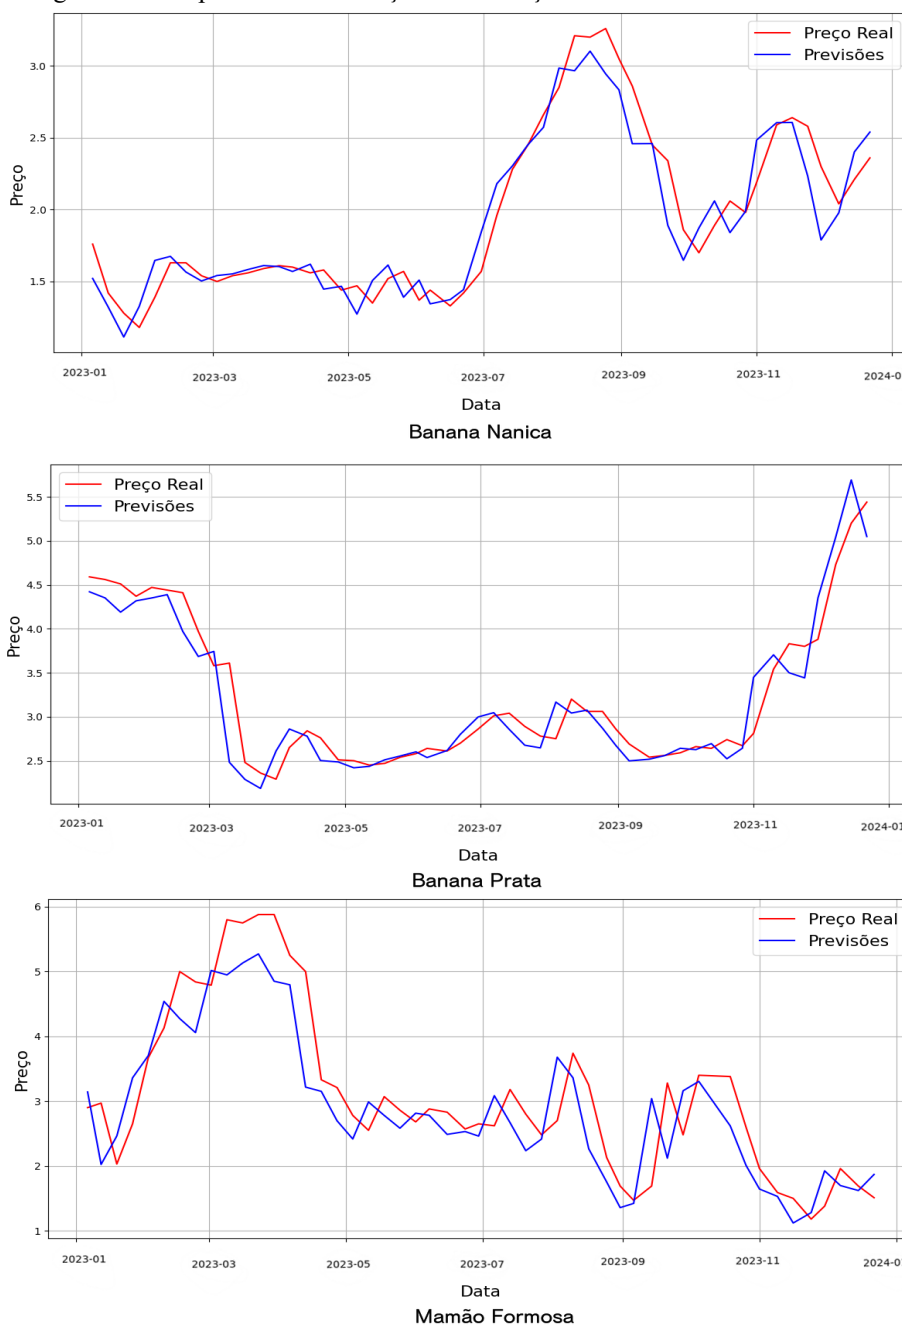 Preço Real
Previsões
3.0
2.5
2.0
1.5
Preço
2023-01 2023-03 2023-05 2023-07 2023-09 2023-11
Data
Banana Nanica
Preço Real
Previsões
5.5
5.0
4.5
4.0
3.5
3.0
2.5
Preço
2023-01 2023-03 2023-05 2023-07 2023-09 2023-11 2024-01
Data
Banana Prata
Preço Real
Previsões
6
5
4
3
2
1
Preço
2023-01 2023-03 2023-05 2023-07 2023-09 2023-11
Data
Mamão Formosa